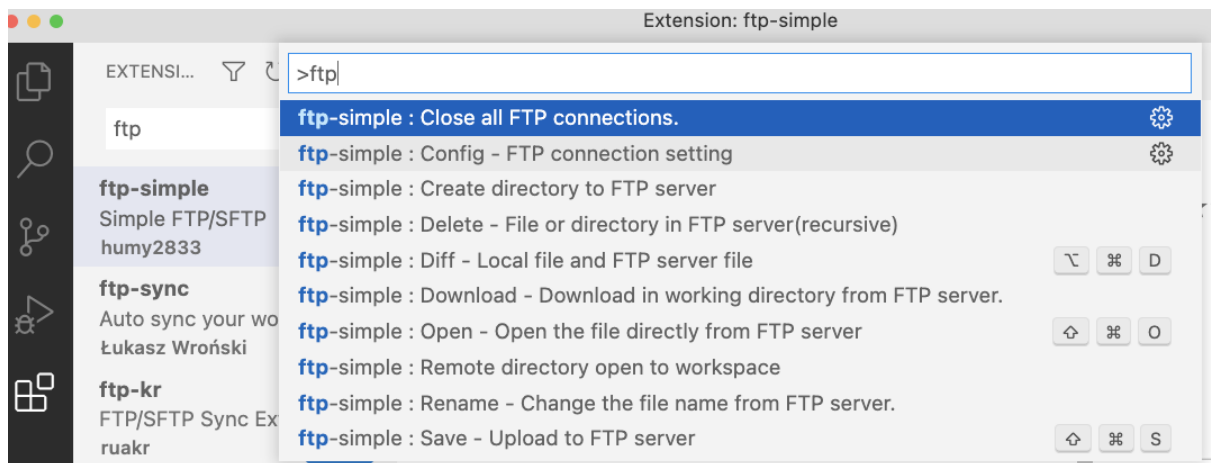 Extension: ftp-simple
EXTENSI...
ftp
ftp-simple
Simple FTP/SFTP
humy2833
ftp-sync
Auto sync your wo
Łukasz Wroński
ftp-kr
FTP/SFTP Sync Ex
ruakr
>ftp
ftp-simple : Close all FTP connections.
ftp-simple : Config - FTP connection setting
ftp-simple : Create directory to FTP server
ftp-simple : Delete - File or directory in FTP server(recursive)
ftp-simple : Diff - Local file and FTP server file ⌥ ⌘ D
ftp-simple : Download - Download in working directory from FTP server.
ftp-simple : Open - Open the file directly from FTP server ⇧ ⌘ O
ftp-simple : Remote directory open to workspace
ftp-simple : Rename - Change the file name from FTP server.
ftp-simple : Save - Upload to FTP server ⇧ ⌘ S